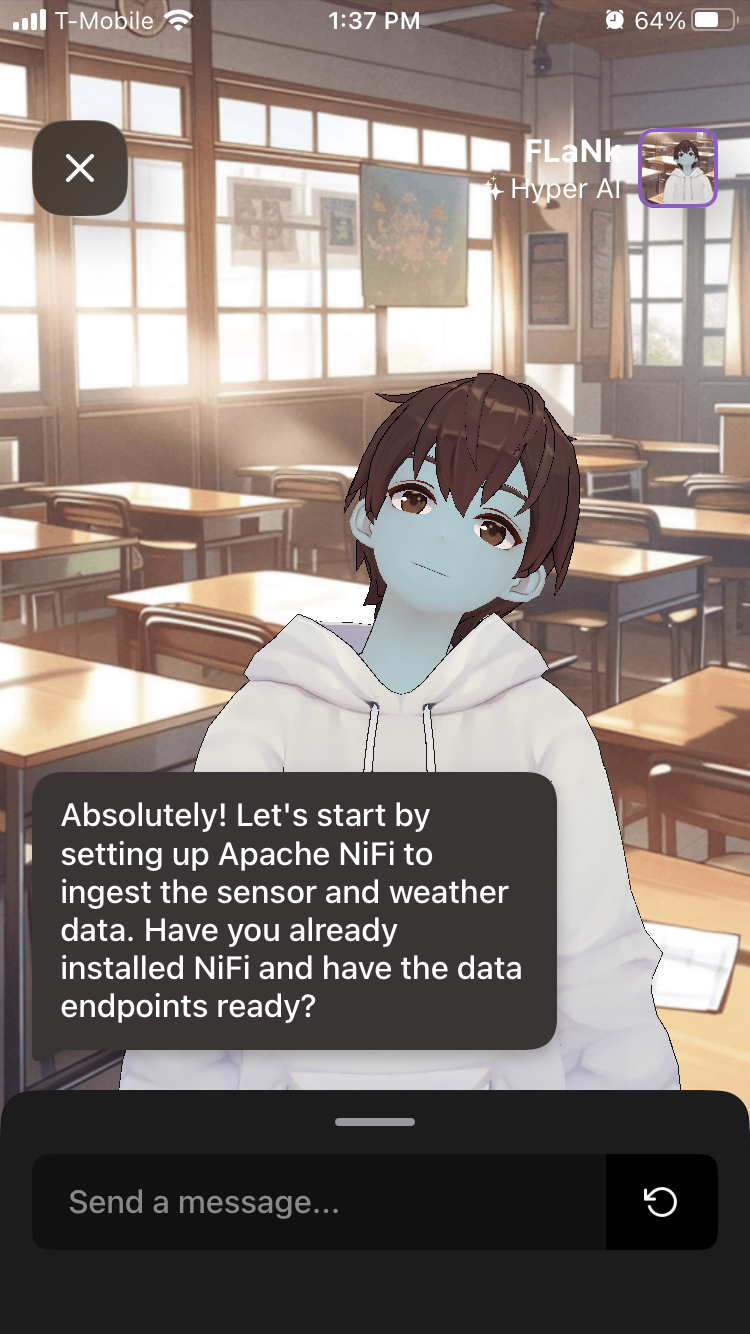 T-Mobile 1:37 PM 64%
FLaNk
Hyper AI
Absolutely! Let's start by
setting up Apache NiFi to
ingest the sensor and weather
data. Have you already
installed NiFi and have the data
endpoints ready?
Send a message...